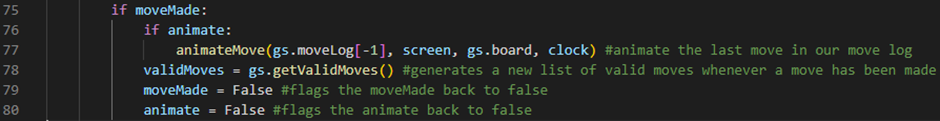 75 if moveMade:
76 if animate:
77 animateMove(gs.moveLog[-1], screen, gs.board, clock) #animate the last move in our move log
78 validMoves = gs.getValidMoves() #generates a new list of valid moves whenever a move has been made
79 moveMade = False #flags the moveMade back to false
80 animate = False #flags the animate back to false